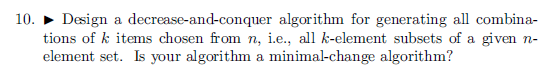 10. ► Design a decrease-and-conquer algorithm for generating all combina-
tions of k items chosen from n, i.e., all k-element subsets of a given n-
element set. Is your algorithm a minimal-change algorithm?